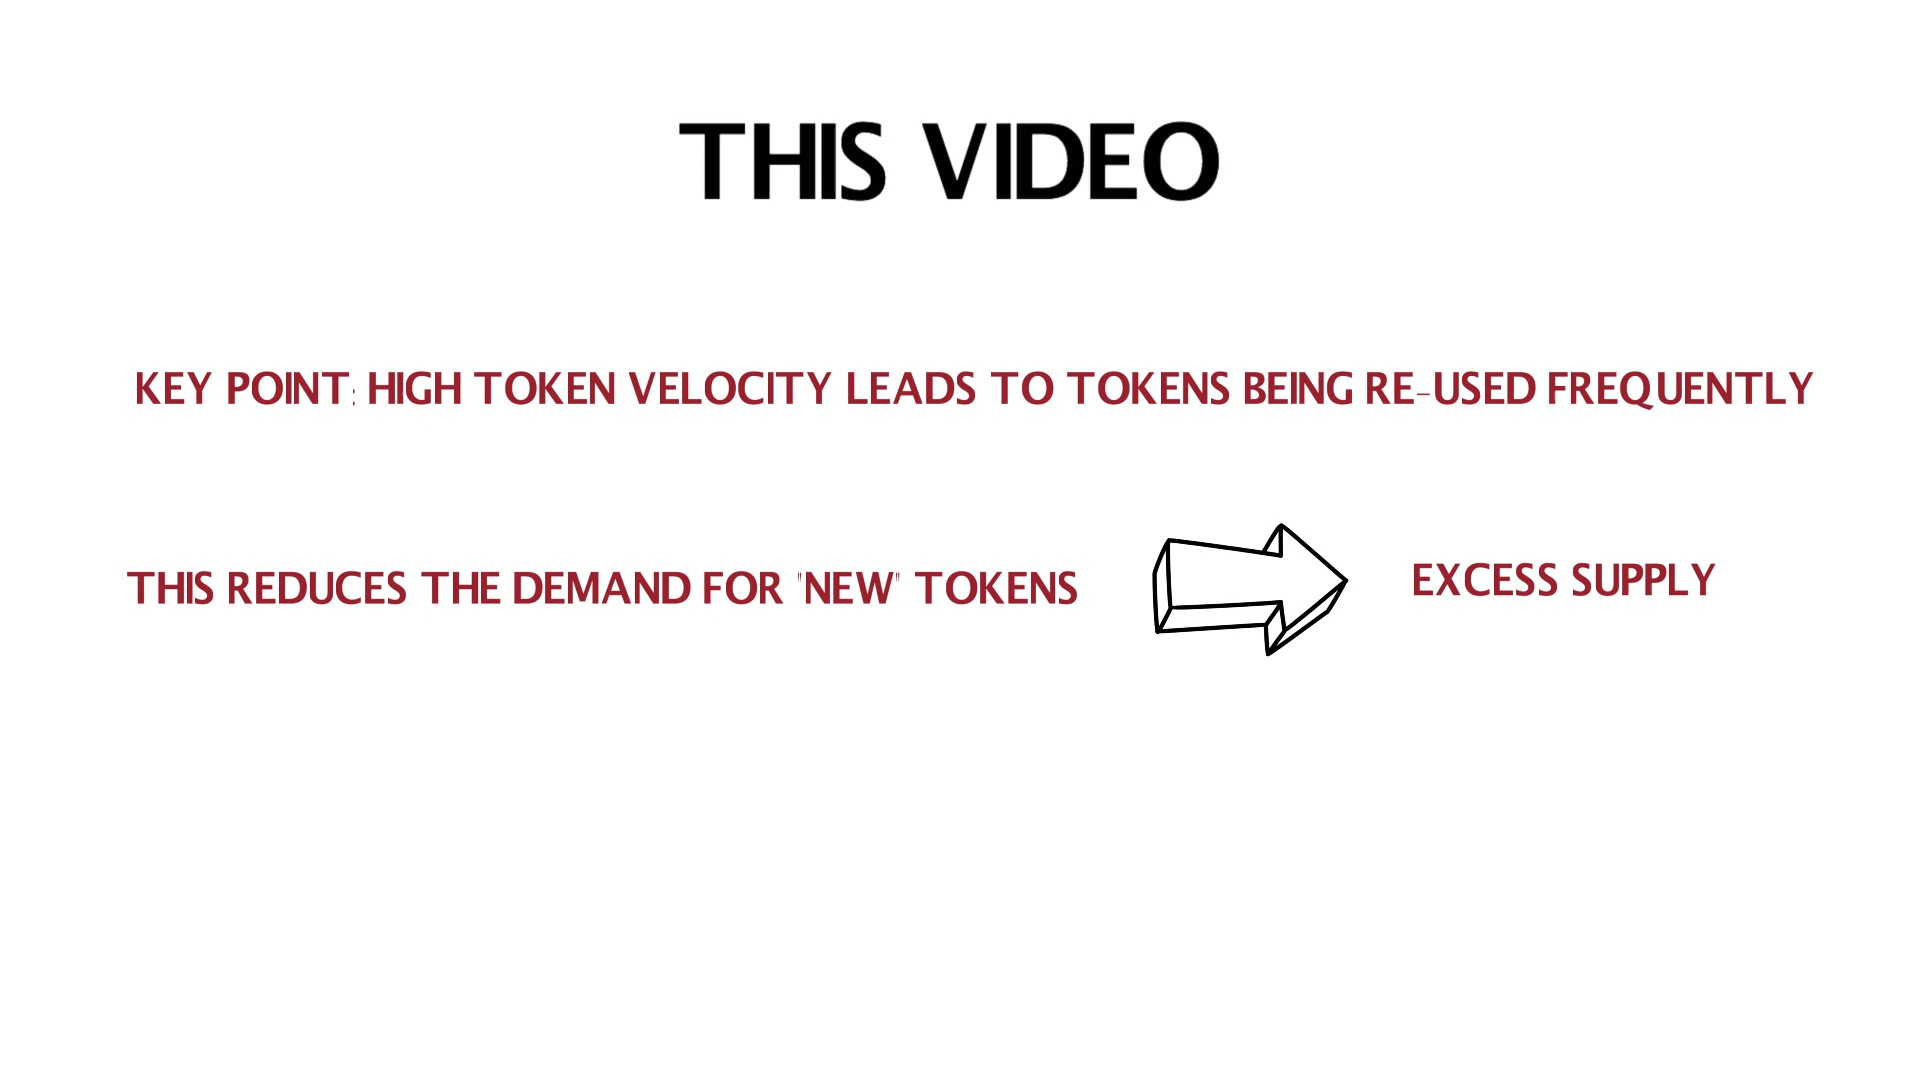 THIS VIDEO
KEY POINT: HIGH TOKEN VELOCITY LEADS TO TOKENS BEING RE-USED FREQUENTLY
THIS REDUCES THE DEMAND FOR "NEW" TOKENS
EXCESS SUPPLY